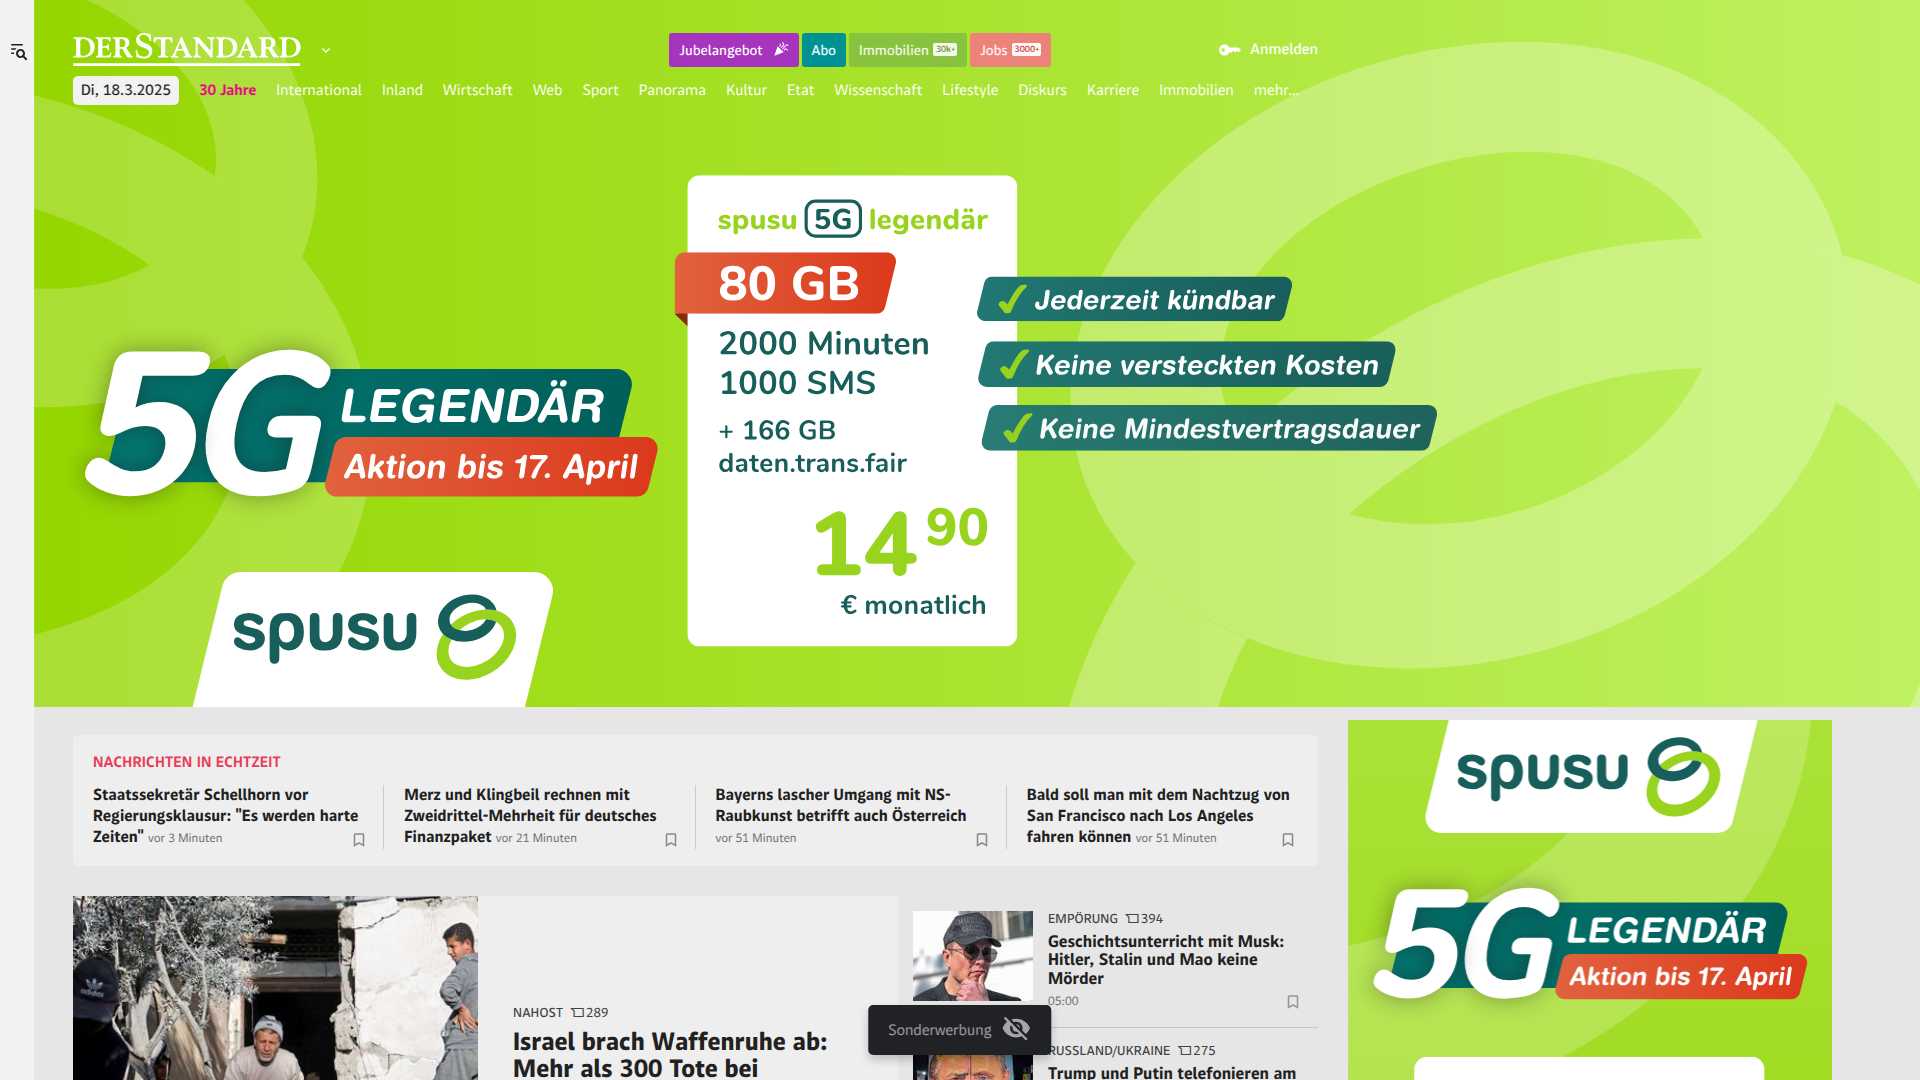 DERSTANDARD
Jubelangebot
Abo
Immobilien 30k+
Jobs 3000+
Anmelden
Di, 18.3.2025
30 Jahre
International
Inland
Wirtschaft
Web
Sport
Panorama
Kultur
Etat
Wissenschaft
Lifestyle
Diskurs
Karriere
Immobilien
mehr...
spusu 5G legendär
80 GB
2000 Minuten
1000 SMS
+ 166 GB
daten.trans.fair
14 90
€ monatlich
Jederzeit kündbar
Keine versteckten Kosten
Keine Mindestvertragsdauer
5G LEGENDÄR
Aktion bis 17. April
spusu
NACHRICHTEN IN ECHTZEIT
Staatssekretär Schellhorn vor
Regierungsklausur: "Es werden harte
Zeiten" vor 3 Minuten
Merz und Klingbeil rechnen mit
Zweidrittel-Mehrheit für deutsches
Finanzpaket vor 21 Minuten
Bayerns lascher Umgang mit NS-
Raubkunst betrifft auch Österreich
vor 51 Minuten
Bald soll man mit dem Nachtzug von
San Francisco nach Los Angeles
fahren können vor 51 Minuten
NAHOST 289
Israel brach Waffenruhe ab:
Mehr als 300 Tote bei
EMPÖRUNG 394
Geschichtsunterricht mit Musk:
Hitler, Stalin und Mao keine
Mörder
05:00
Sonderwerbung
RUSSLAND/UKRAINE 275
Trump und Putin telefonieren am
spusu
5G LEGENDÄR
Aktion bis 17. April
adidas